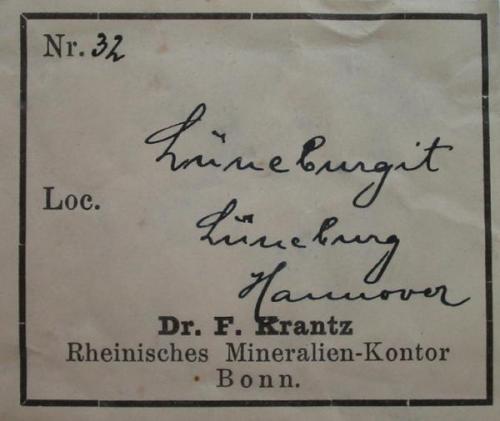 Nr. 32
Lüneburgit
Loc.
Lüneburg
Hannover
Dr. F. Krantz
Rheinisches Mineralien-Kontor
Bonn.